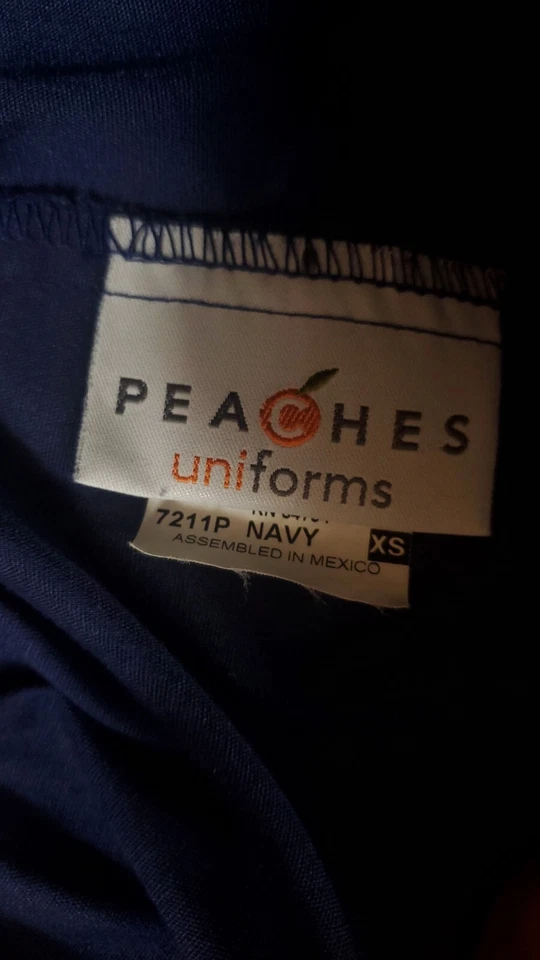 PEACHES
uniforms
7211P NAVY XS
ASSEMBLED IN MEXICO